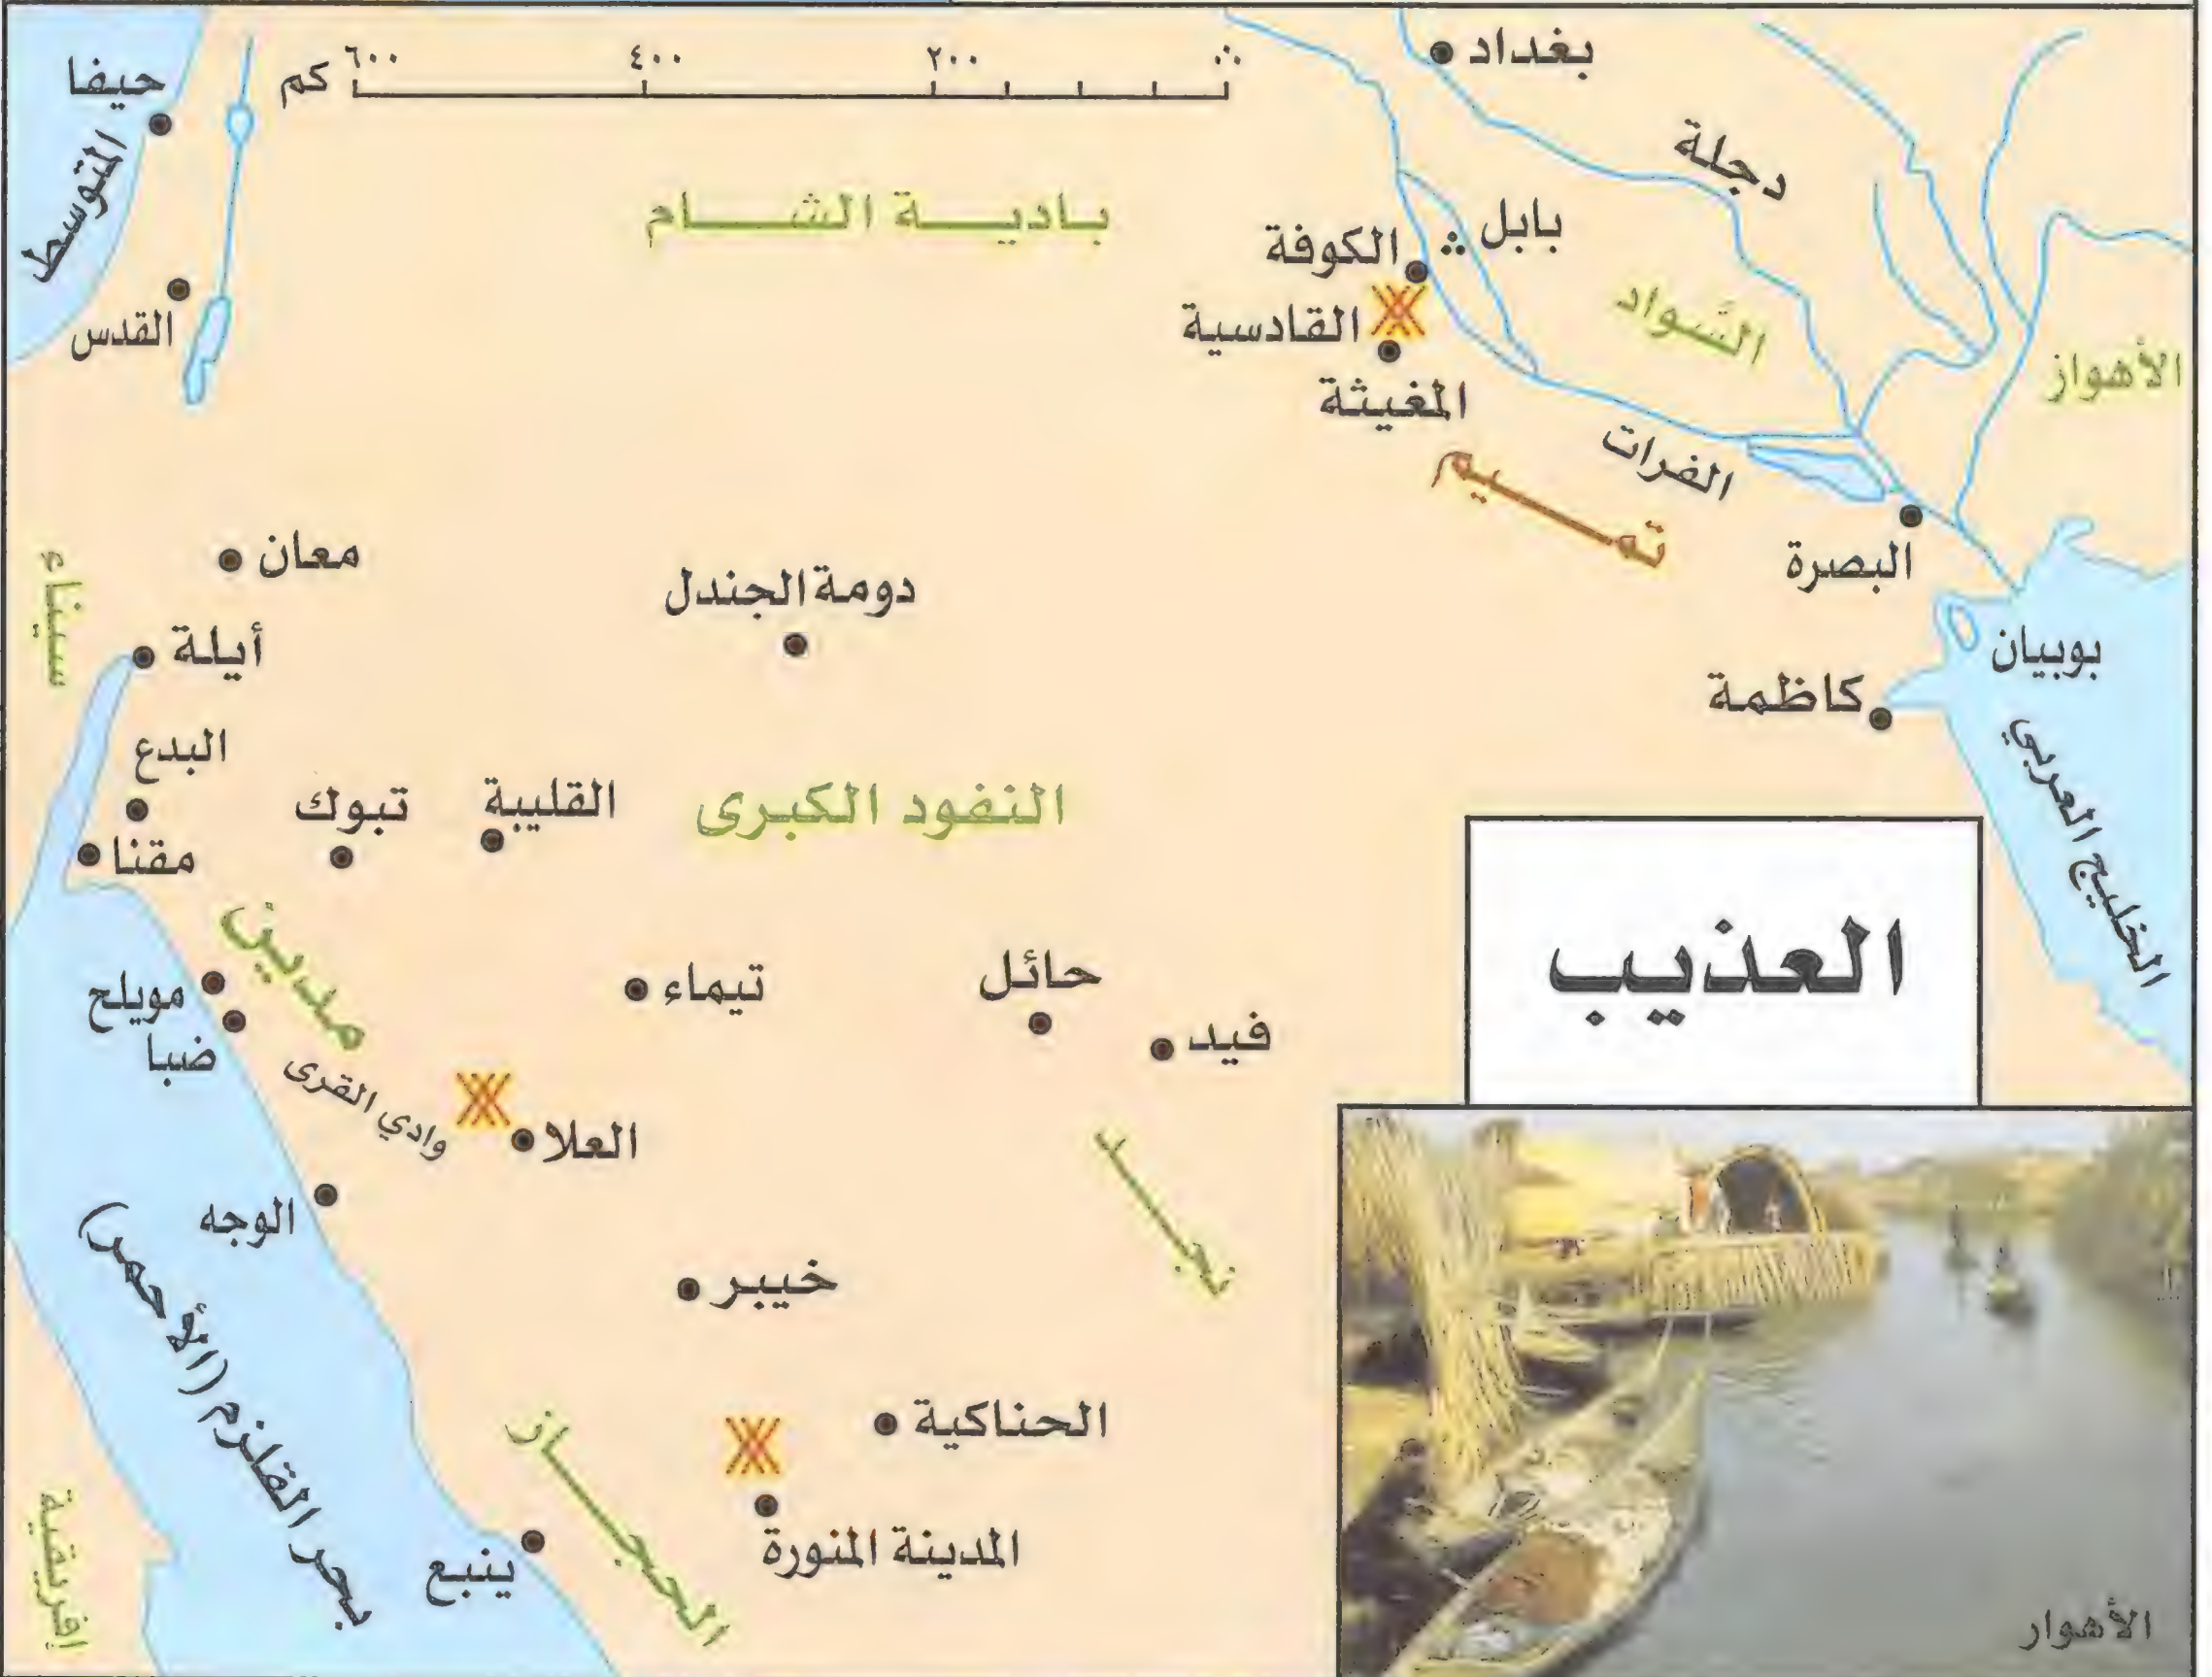 ٦٠٠
٤٠٠
٢٠٠
٠
كم
بغداد
حيفا
المتوسط
دجلة
بادية الشام
بابل
الكوفة
القدس
القادسية
السَّواد
الأهواز
المغيثة
الفرات
تميم
البصرة
معان
دومة الجندل
سيناء
أيلة
بوبيان
كاظمة
البدع
تبوك
القليبة
النفود الكبرى
الخليج العربي
مقنا
مدين
العذيب
مويلح
تيماء
حائل
ضبا
فيد
وادي القرى
العلا
نجد
الوجه
بحر القلزم (الأحمر)
خيبر
الحناكية
الحجاز
المدينة المنورة
ينبع
إفريقية
الأهوار